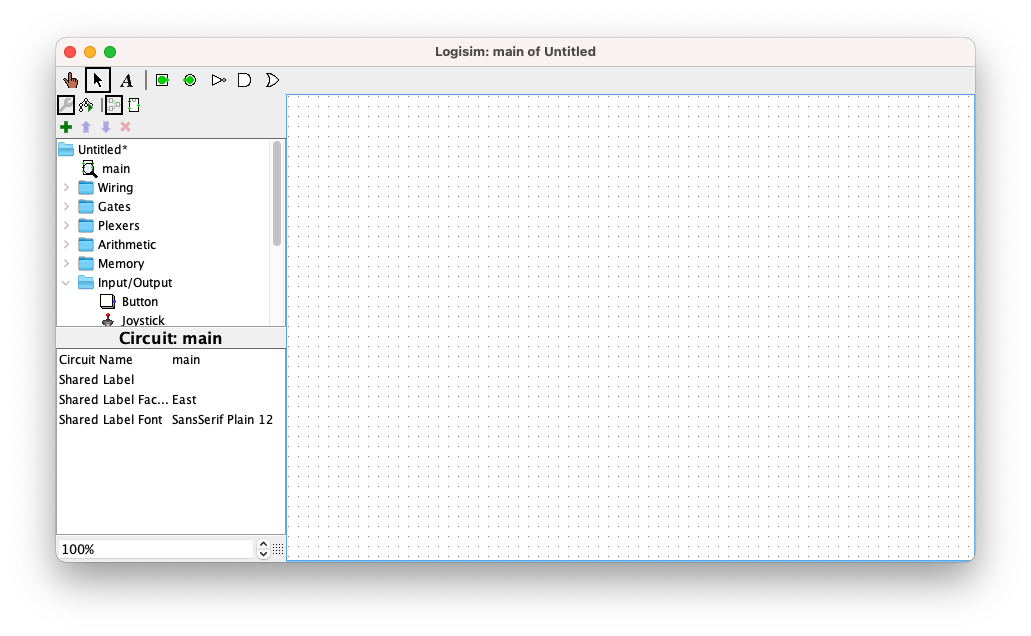 Logisim: main of Untitled
A
Untitled*
main
Wiring
Gates
Plexers
Arithmetic
Memory
Input/Output
Button
Joystick
Circuit: main
Circuit Name main
Shared Label
Shared Label Fac... East
Shared Label Font SansSerif Plain 12
100%